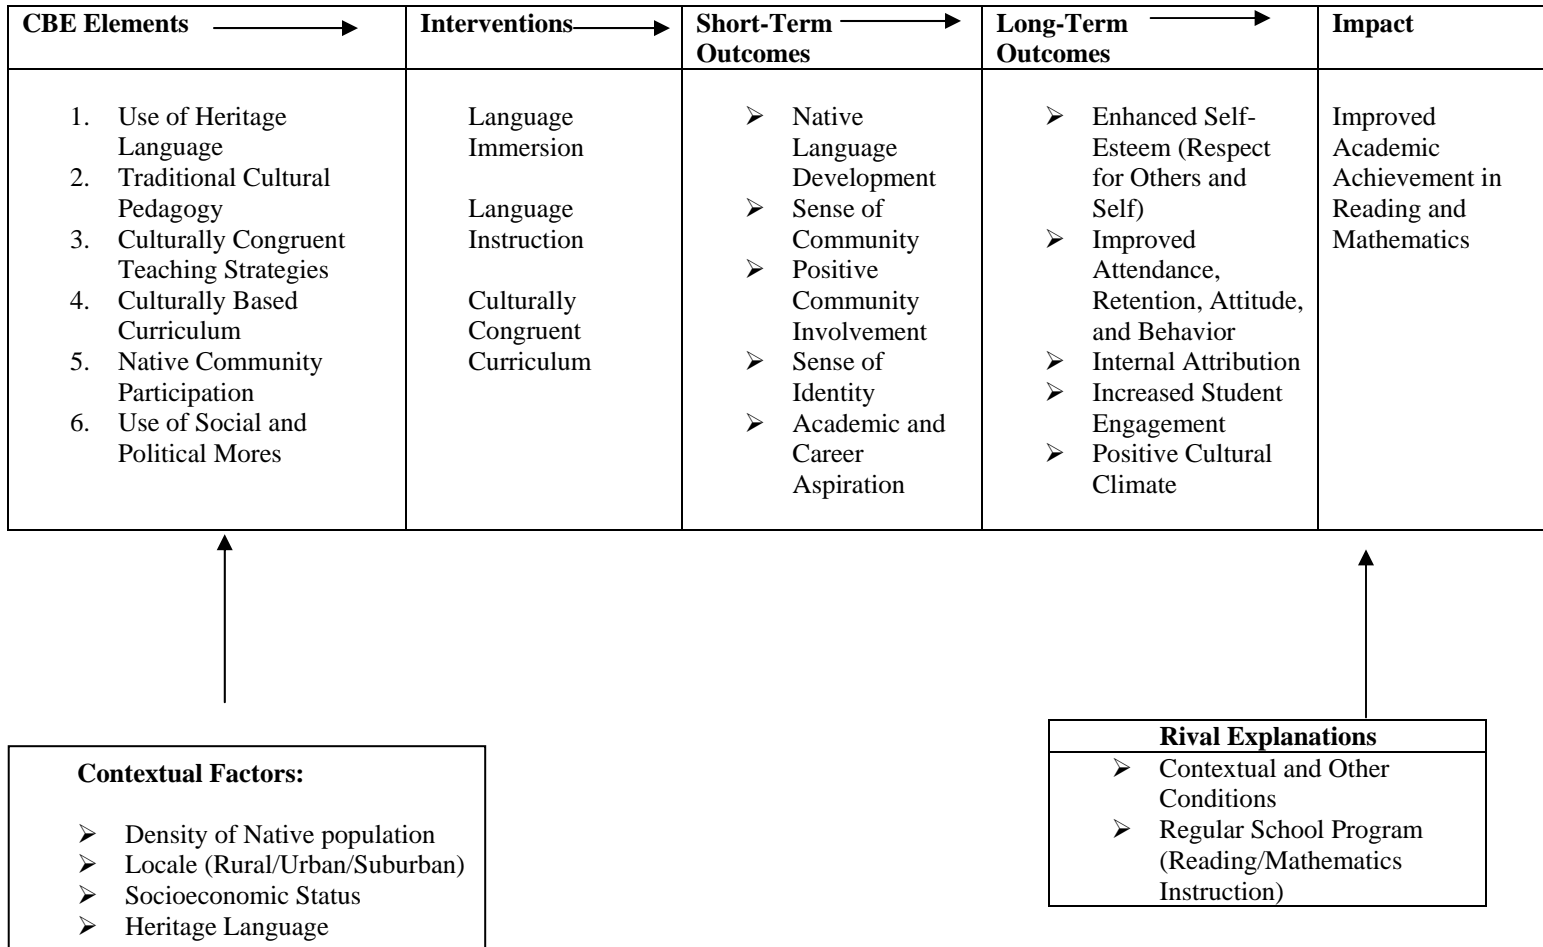 CBE Elements
Interventions
Short-Term
Outcomes
Long-Term
Outcomes
Impact
1. Use of Heritage
Language
2. Traditional Cultural
Pedagogy
3. Culturally Congruent
Teaching Strategies
4. Culturally Based
Curriculum
5. Native Community
Participation
6. Use of Social and
Political Mores
Language
Immersion
Language
Instruction
Culturally
Congruent
Curriculum
➢ Native
Language
Development
➢ Sense of
Community
➢ Positive
Community
Involvement
➢ Sense of
Identity
➢ Academic and
Career
Aspiration
➢ Enhanced Self-
Esteem (Respect
for Others and
Self)
➢ Improved
Attendance,
Retention, Attitude,
and Behavior
➢ Internal Attribution
➢ Increased Student
Engagement
➢ Positive Cultural
Climate
Improved
Academic
Achievement in
Reading and
Mathematics
Contextual Factors:
➢ Density of Native population
➢ Locale (Rural/Urban/Suburban)
➢ Socioeconomic Status
➢ Heritage Language
Rival Explanations
➢ Contextual and Other
Conditions
➢ Regular School Program
(Reading/Mathematics
Instruction)